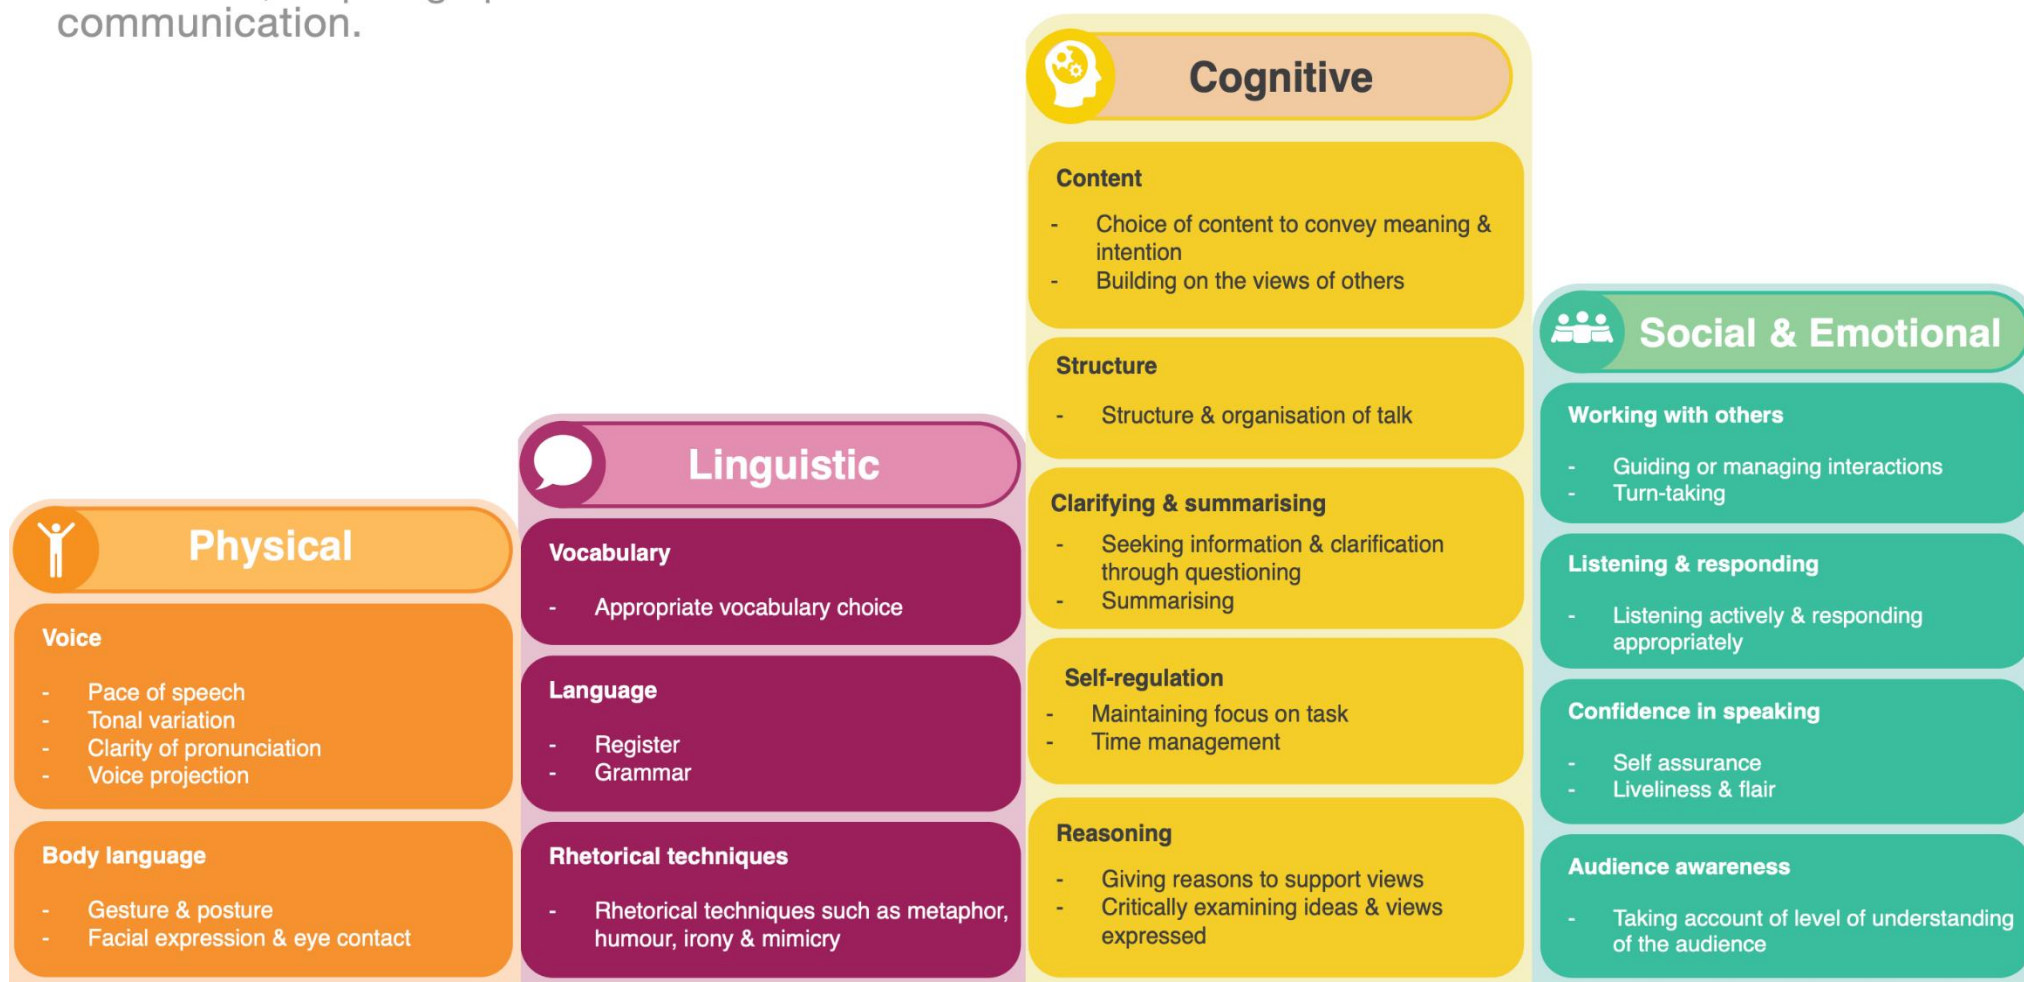 communication.
Physical
Voice
- Pace of speech
- Tonal variation
- Clarity of pronunciation
- Voice projection
Body language
- Gesture & posture
- Facial expression & eye contact
Linguistic
Vocabulary
- Appropriate vocabulary choice
Language
- Register
- Grammar
Rhetorical techniques
- Rhetorical techniques such as metaphor,
humour, irony & mimicry
Cognitive
Content
- Choice of content to convey meaning &
intention
- Building on the views of others
Structure
- Structure & organisation of talk
Clarifying & summarising
- Seeking information & clarification
through questioning
- Summarising
Self-regulation
- Maintaining focus on task
- Time management
Reasoning
- Giving reasons to support views
- Critically examining ideas & views
expressed
Social & Emotional
Working with others
- Guiding or managing interactions
- Turn-taking
Listening & responding
- Listening actively & responding
appropriately
Confidence in speaking
- Self assurance
- Liveliness & flair
Audience awareness
- Taking account of level of understanding
of the audience